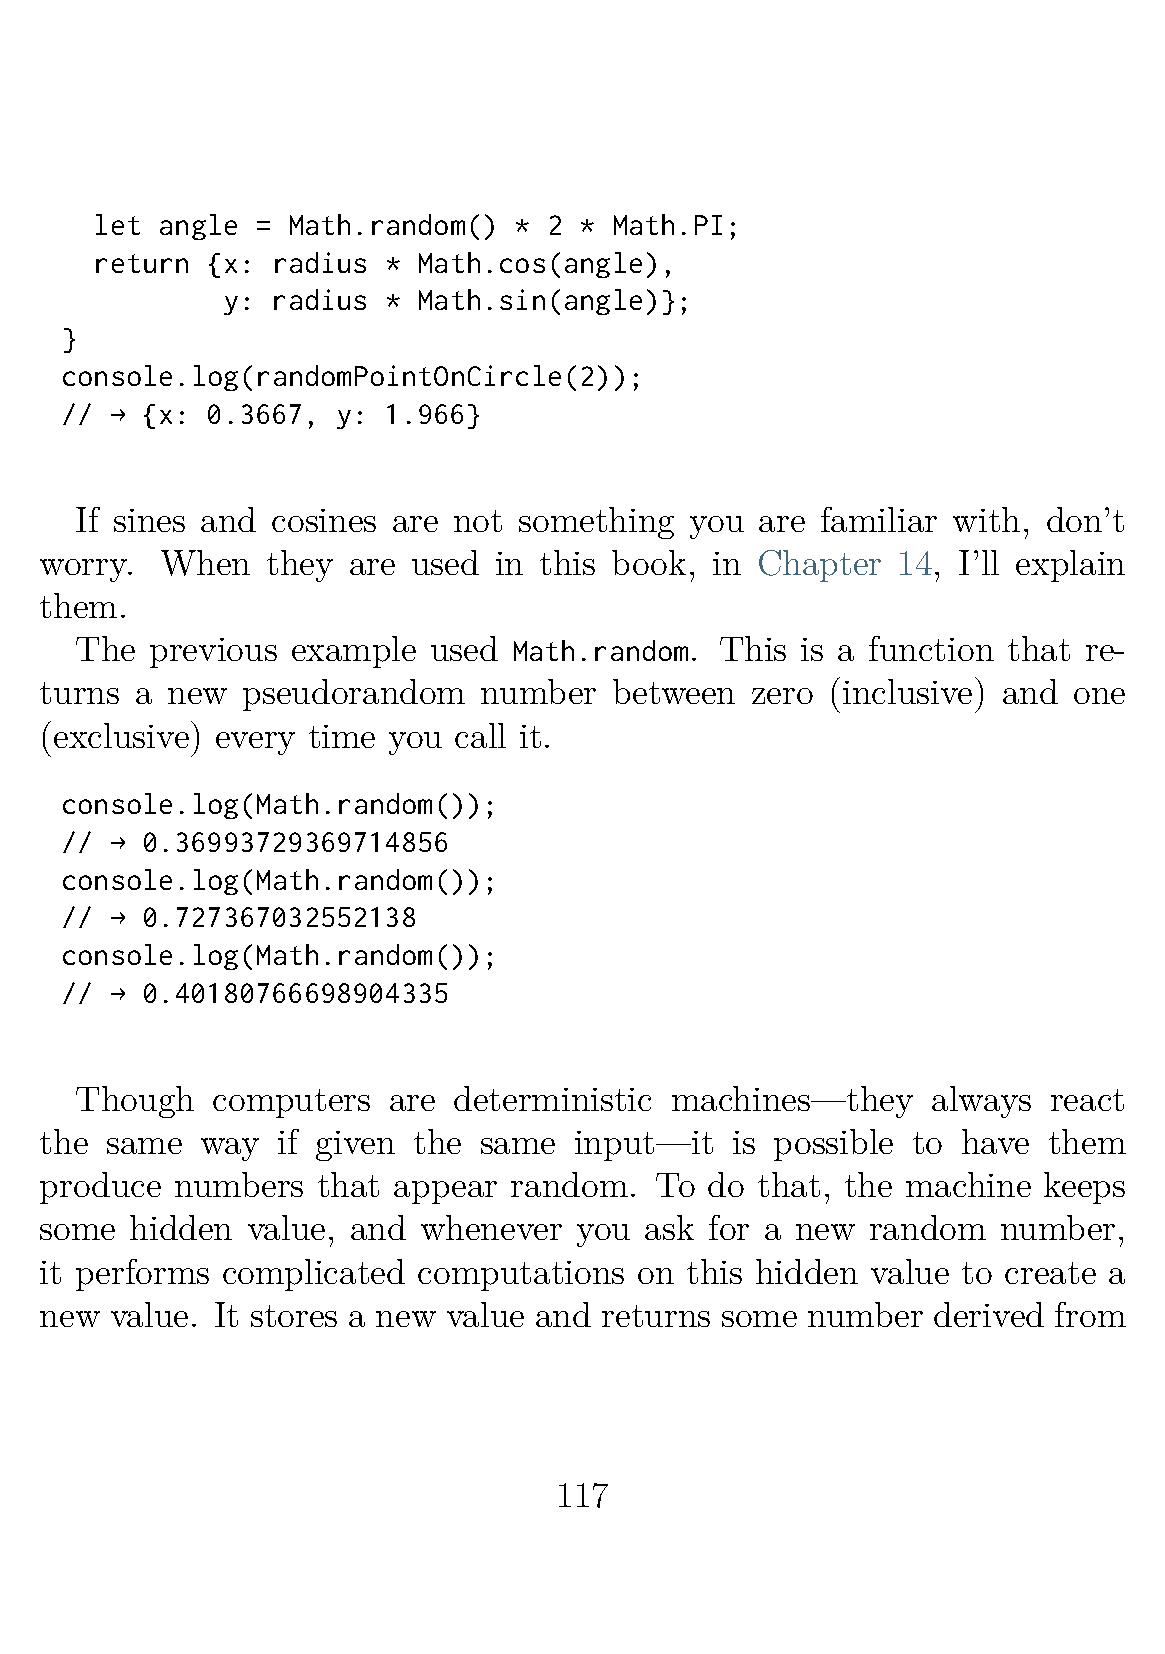 let angle = Math.random() * 2 * Math.PI;
return {x: radius * Math.cos(angle),
y: radius * Math.sin(angle)};
}
console.log(randomPointOnCircle(2));
// → {x: 0.3667, y: 1.966}
If sines and cosines are not something you are familiar with, don't
worry. When they are used in this book, in Chapter 14, I'll explain
them.
The previous example used Math.random. This is a function that re-
turns a new pseudorandom number between zero (inclusive) and one
(exclusive) every time you call it.
console.log(Math.random());
// → 0.36993729369714856
console.log(Math.random());
// → 0.727367032552138
console.log(Math.random());
// → 0.40180766698904335
Though computers are deterministic machines—they always react
the same way if given the same input—it is possible to have them
produce numbers that appear random. To do that, the machine keeps
some hidden value, and whenever you ask for a new random number,
it performs complicated computations on this hidden value to create a
new value. It stores a new value and returns some number derived from
117